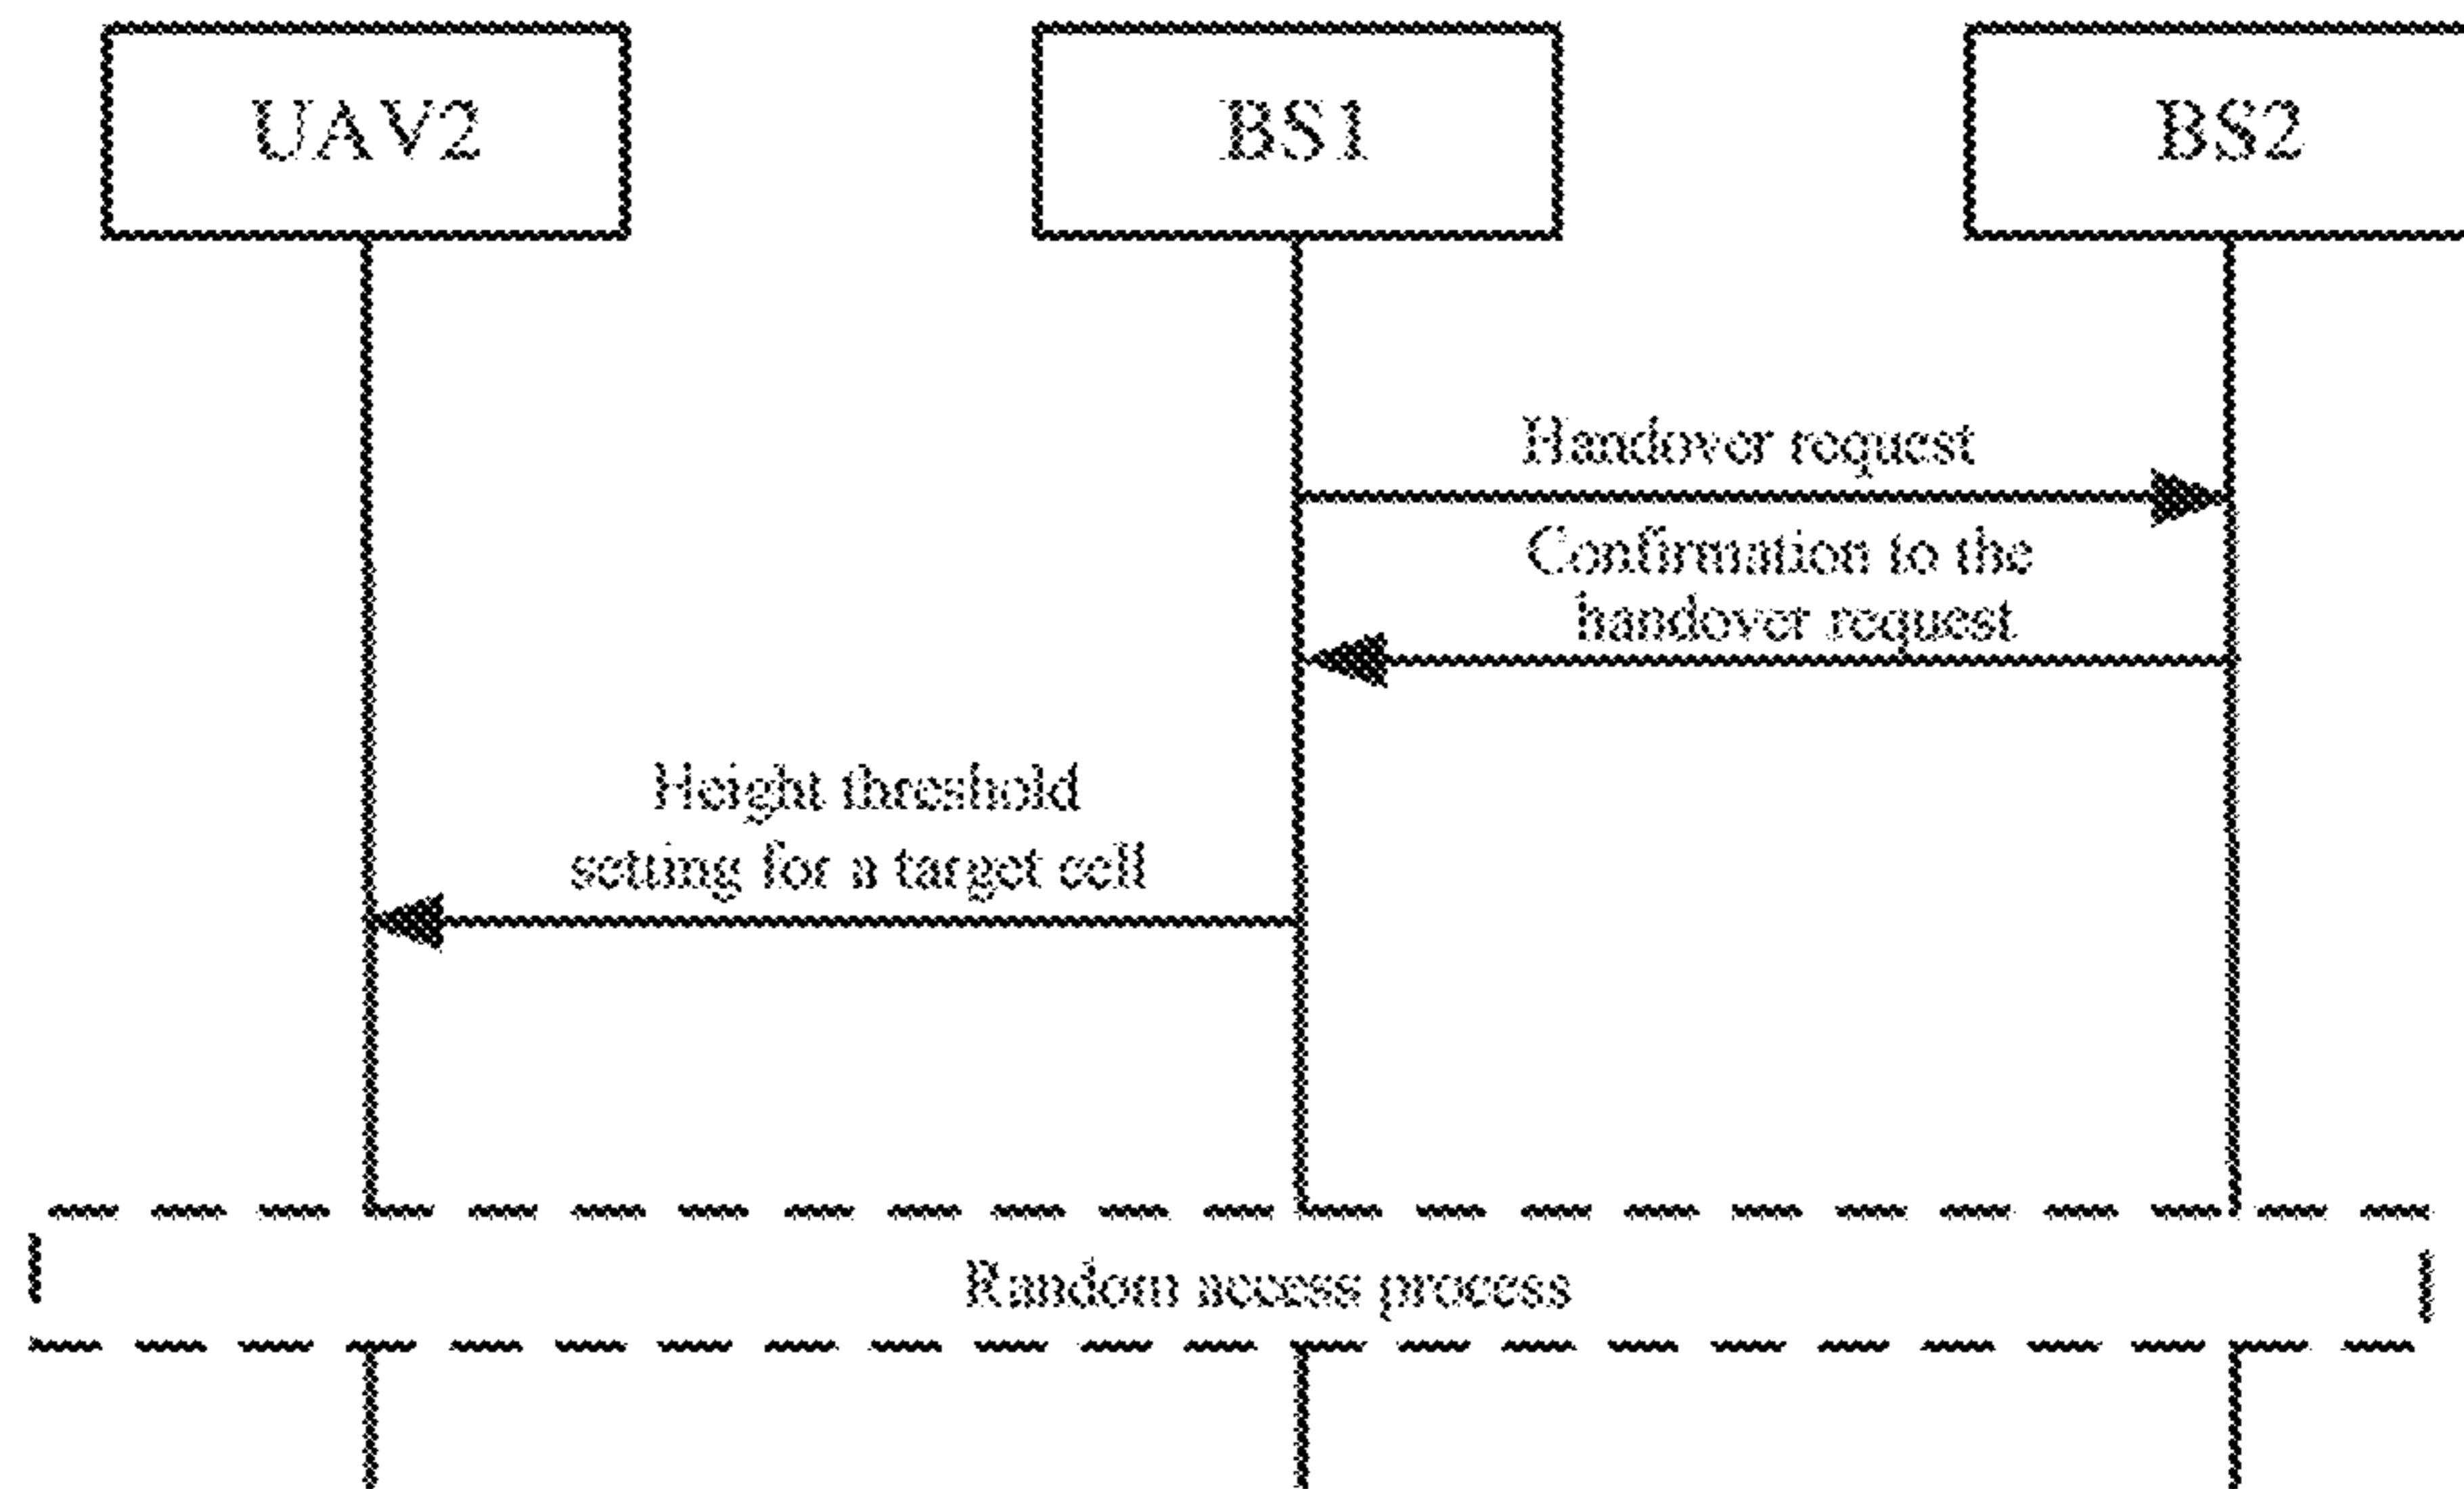 UAV2
BS1
BS2
Handover request
Confirmation to the
handover request
Height threshold
setting for a target cell
Random access process